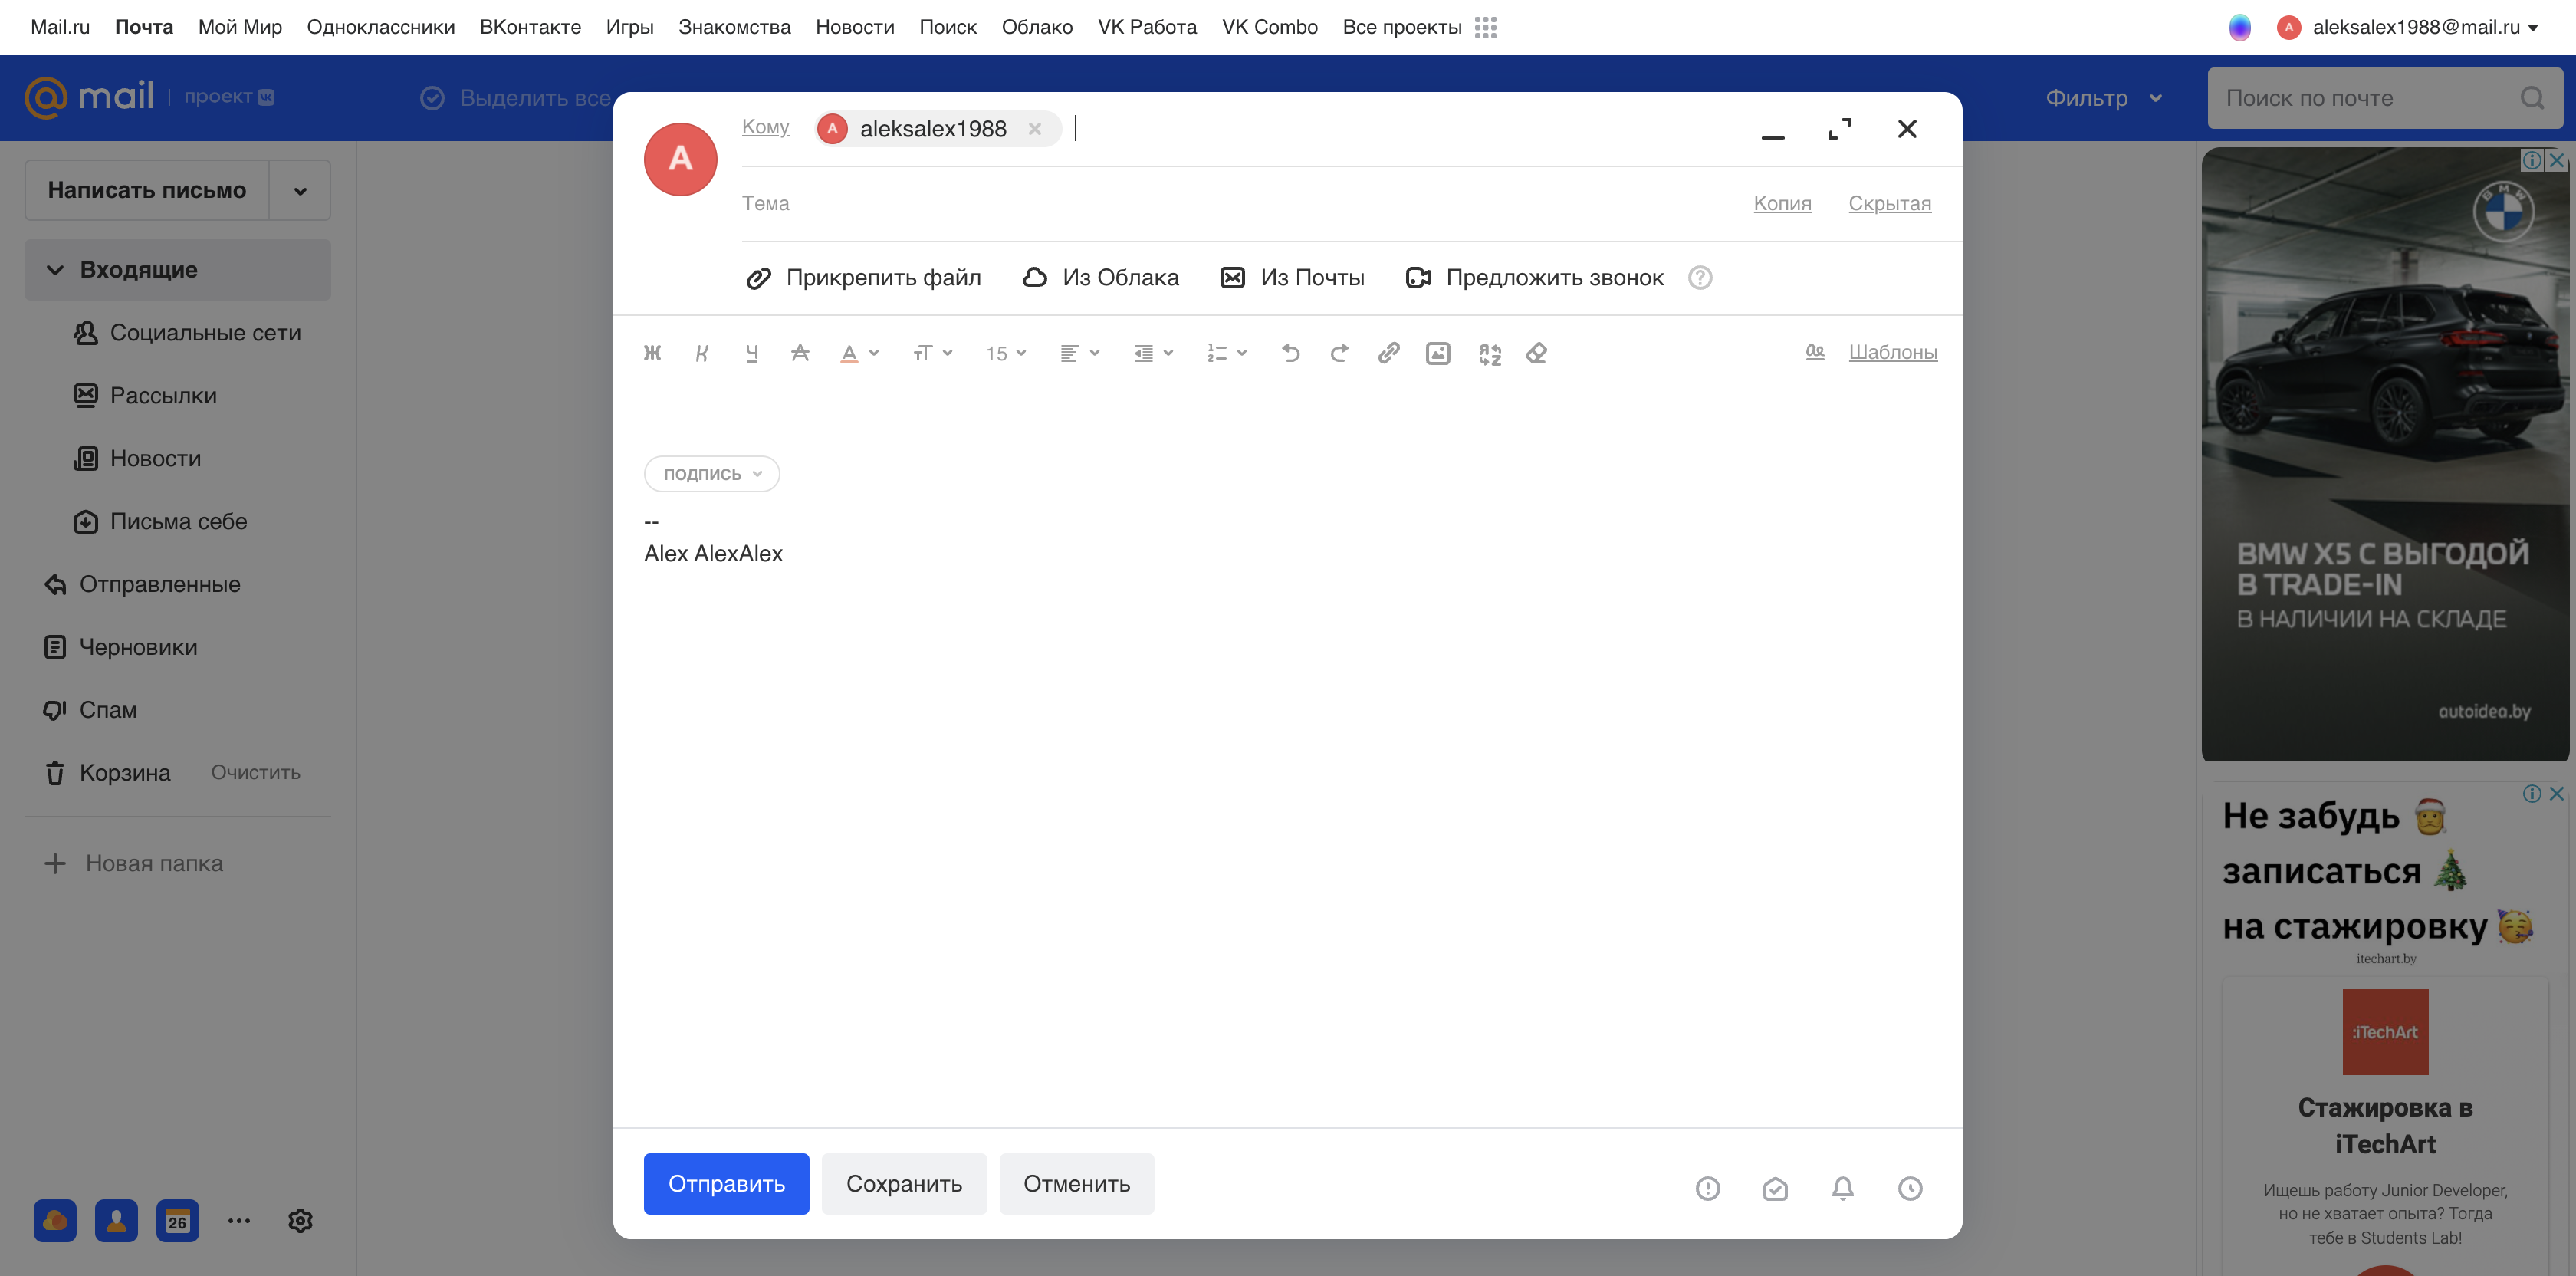 Mail.ru Почта Мой Мир Одноклассники ВКонтакте Игры Знакомства Новости Поиск Облако VK Работа VK Combo Все проекты
A aleksalex1988@mail.ru
@mail проект
Выделить все
Фильтр
Поиск по почте
Написать письмо
Входящие
Социальные сети
Рассылки
Новости
Письма себе
Отправленные
Черновики
Спам
Корзина Очистить
Новая папка
26
A
Кому A aleksalex1988
Тема Копия Скрытая
Прикрепить файл Из Облака Из Почты Предложить звонок
Ж К Ч А А тТ 15 Шаблоны
ПОДПИСЬ
--
Alex AlexAlex
Отправить Сохранить Отменить
BMW
BMW X5 С ВЫГОДОЙ
В TRADE-IN
В НАЛИЧИИ НА СКЛАДЕ
autoidea.by
Не забудь
записаться
на стажировку
itechart.by
:iTechArt
Стажировка в
iTechArt
Ищешь работу Junior Developer,
но не хватает опыта? Тогда
тебе в Students Lab!